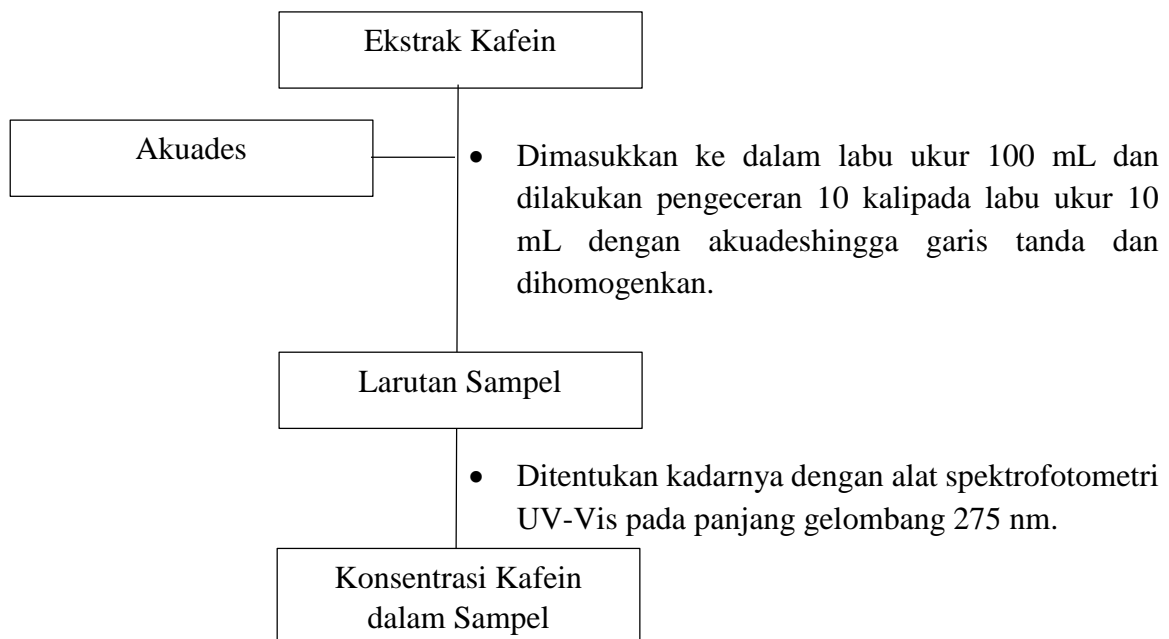 Ekstrak Kafein
Akuades
• Dimasukkan ke dalam labu ukur 100 mL dan
dilakukan pengeceran 10 kalipada labu ukur 10
mL dengan akuadeshingga garis tanda dan
dihomogenkan.
Larutan Sampel
• Ditentukan kadarnya dengan alat spektrofotometri
UV-Vis pada panjang gelombang 275 nm.
Konsentrasi Kafein
dalam Sampel